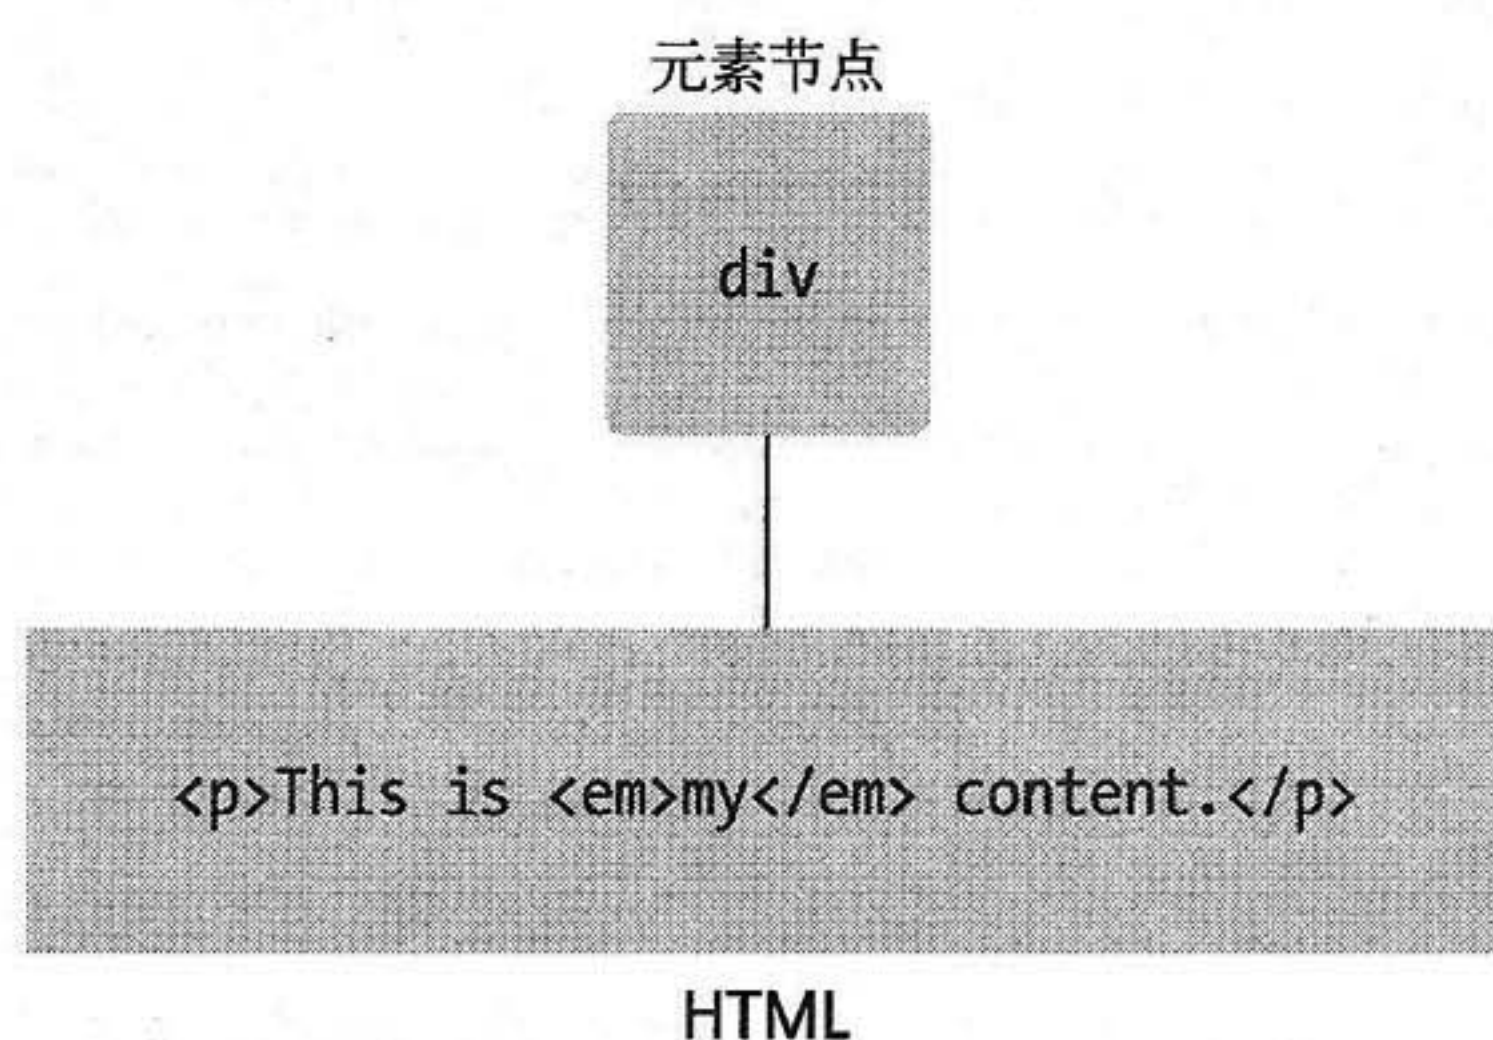 元素节点
div
<p>This is <em>my</em> content.</p>
HTML